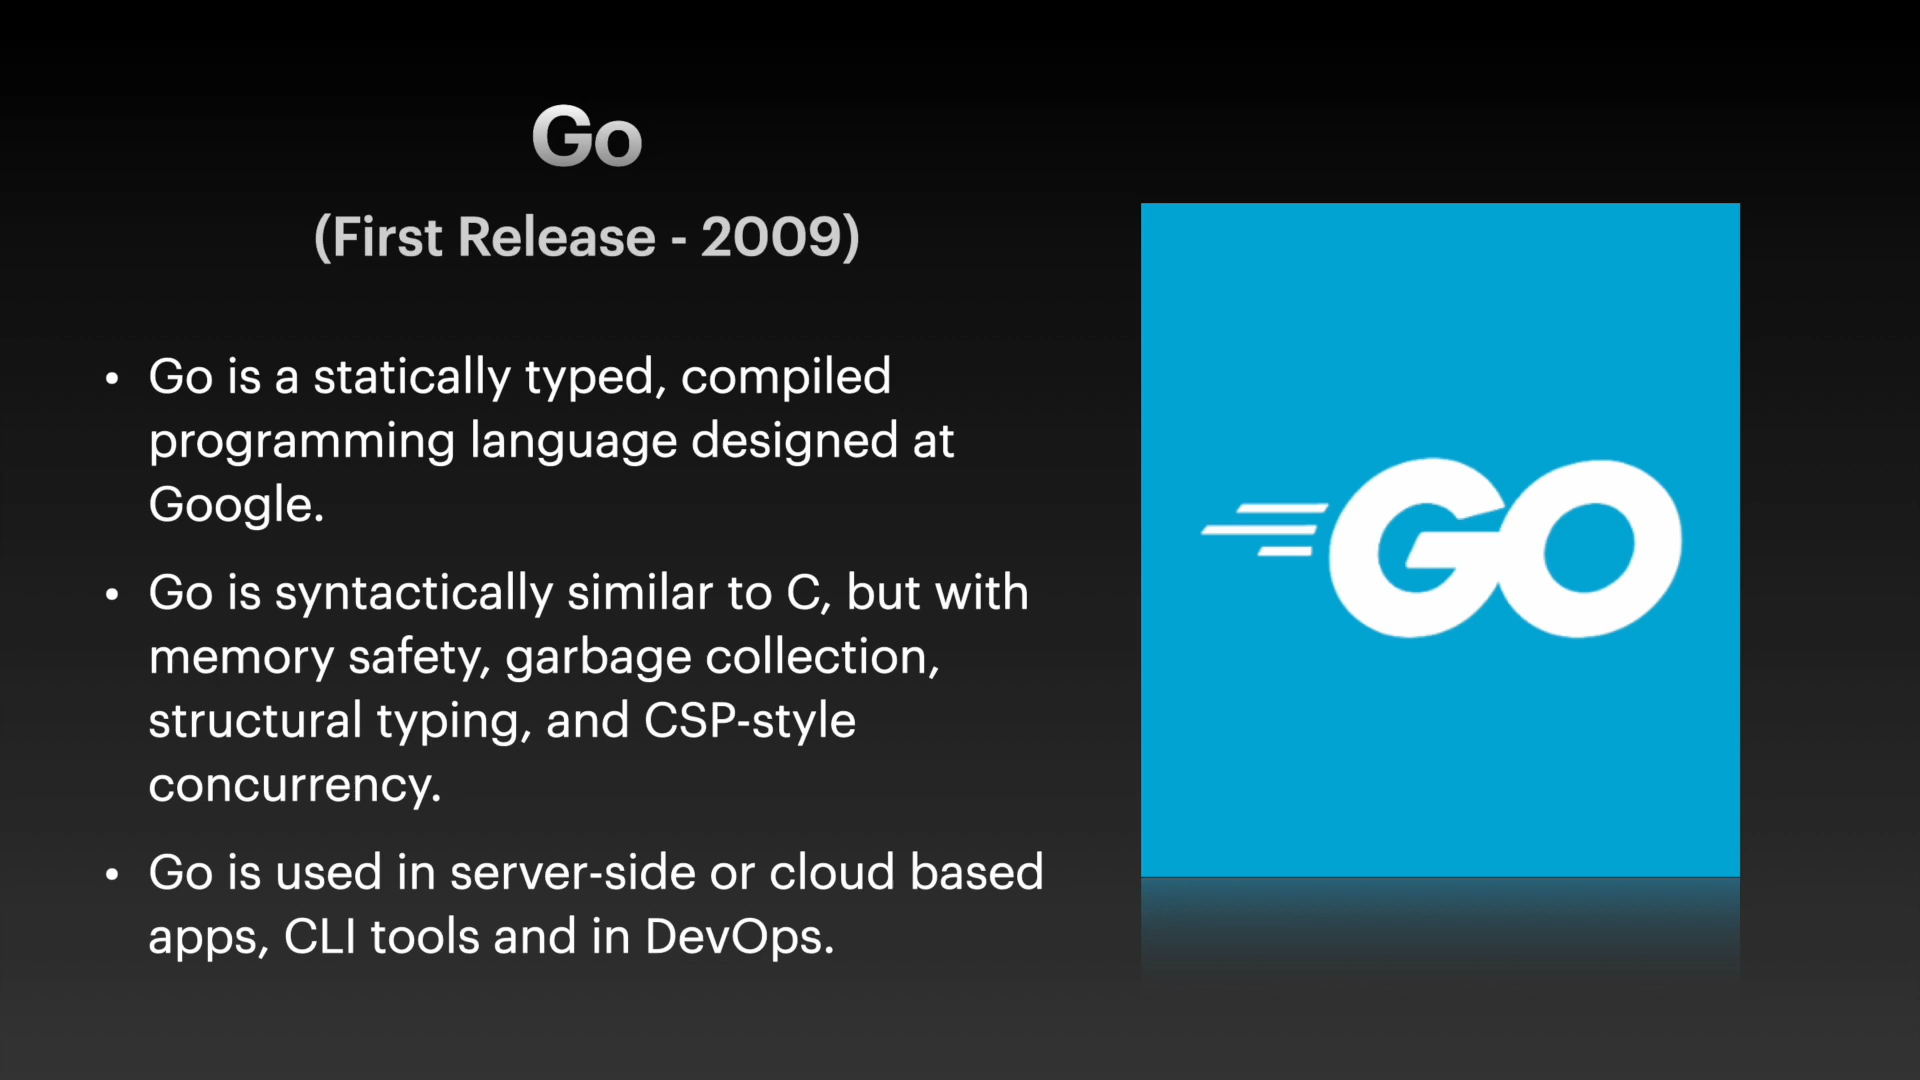 Go
(First Release - 2009)
• Go is a statically typed, compiled
programming language designed at
Google.
• Go is syntactically similar to C, but with
memory safety, garbage collection,
structural typing, and CSP-style
concurrency.
• Go is used in server-side or cloud based
apps, CLI tools and in DevOps.
GO